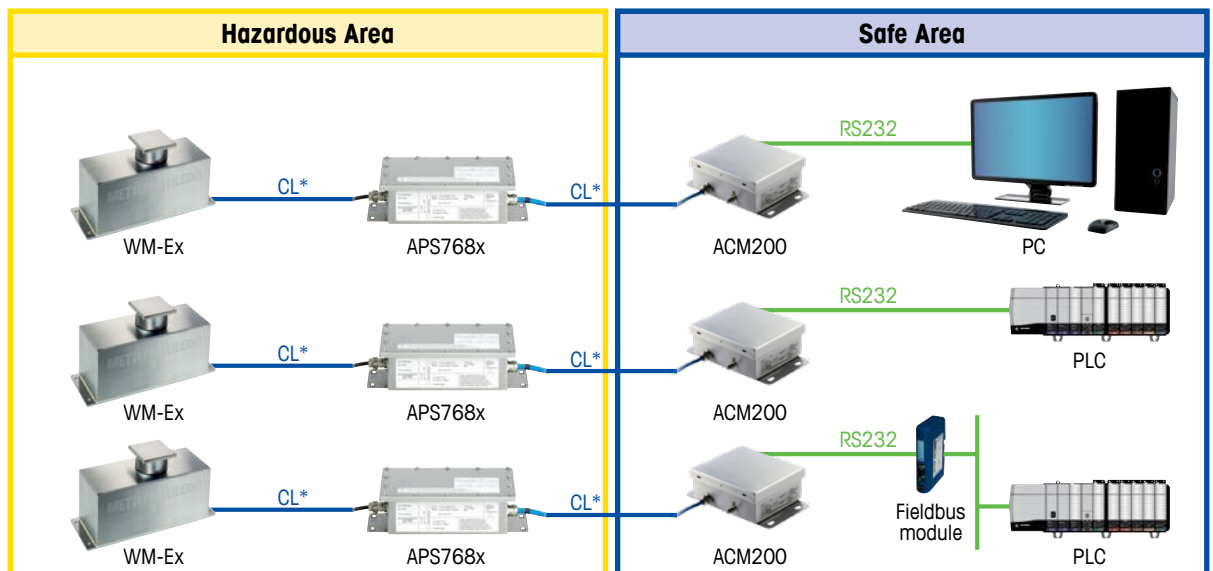 Hazardous Area
Safe Area
RS232
CL*
CL*
WM-Ex
APS768x
ACM200
PC
RS232
CL*
CL*
WM-Ex
APS768x
ACM200
PLC
RS232
CL*
CL*
Fieldbus
module
WM-Ex
APS768x
ACM200
PLC